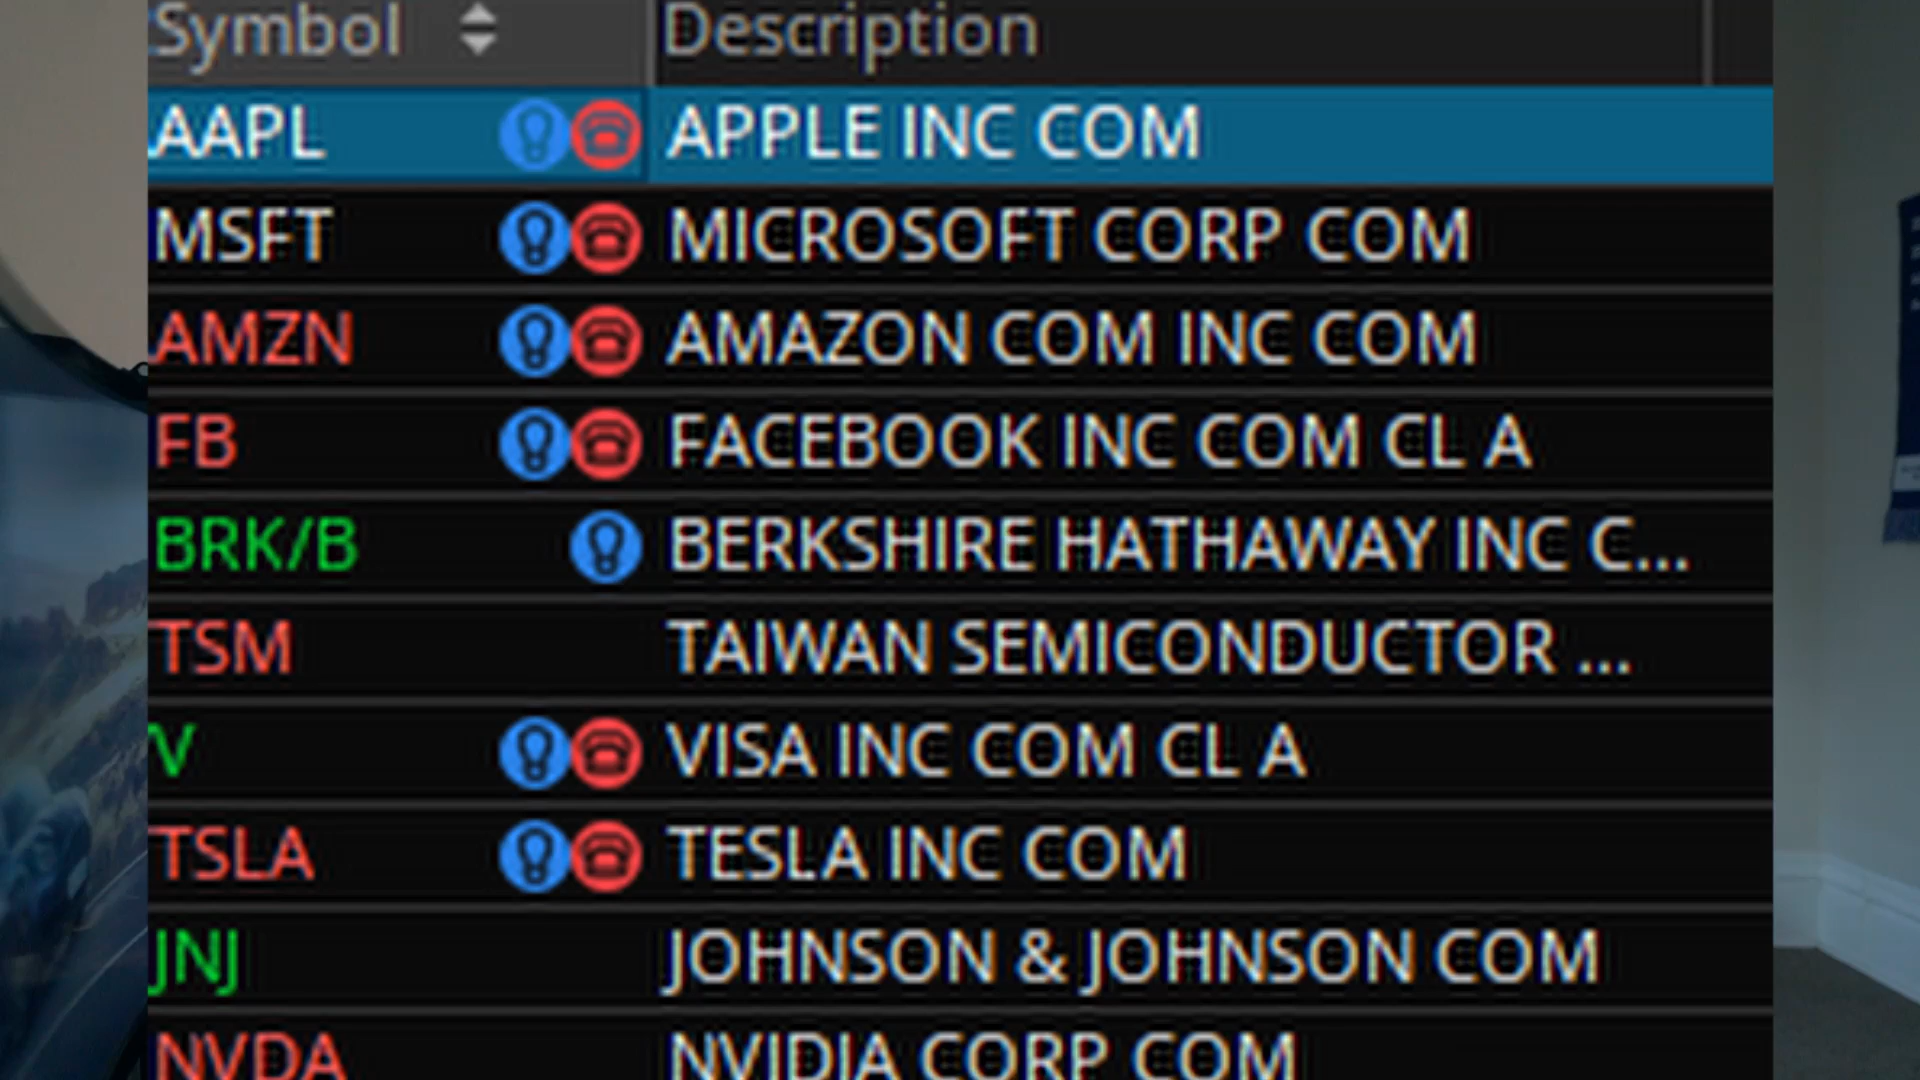 Symbol Description
AAPL APPLE INC COM
MSFT MICROSOFT CORP COM
AMZN AMAZON COM INC COM
FB FACEBOOK INC COM CL A
BRK/B BERKSHIRE HATHAWAY INC C...
TSM TAIWAN SEMICONDUCTOR ...
V VISA INC COM CL A
TSLA TESLA INC COM
JNJ JOHNSON & JOHNSON COM
NVDA NVIDIA CORP COM